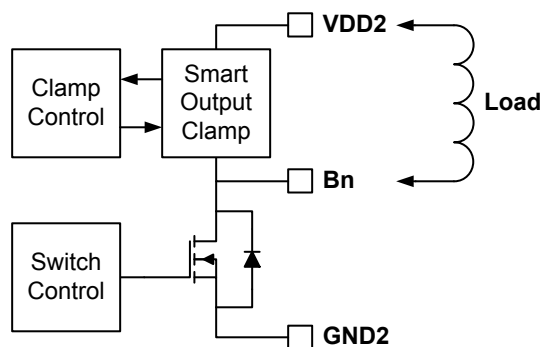 VDD2
Clamp
Control
Smart
Output
Clamp
Load
Bn
Switch
Control
GND2